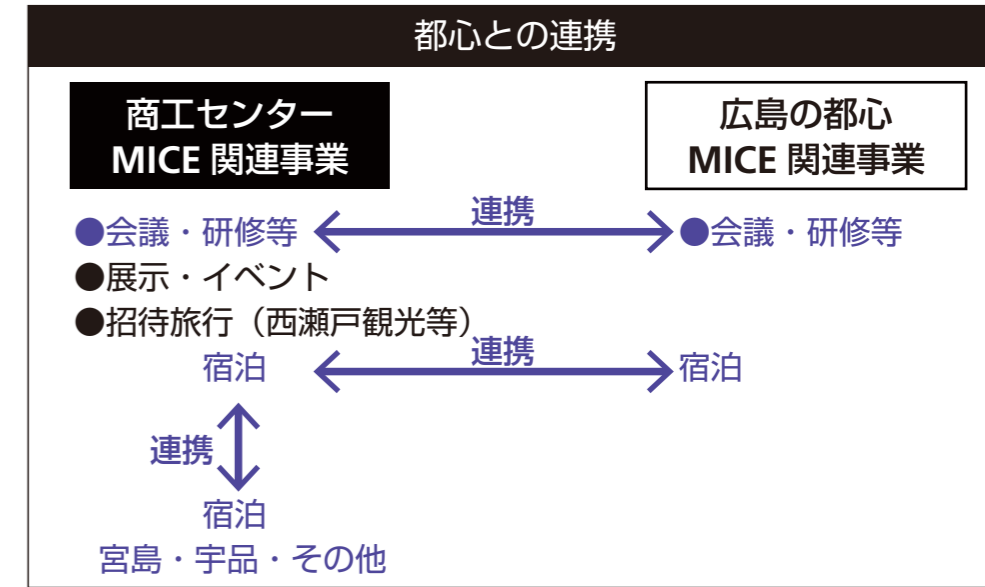 都心との連携
商工センター
MICE 関連事業
広島の都心
MICE 関連事業
●会議・研修等
連携
●会議・研修等
●展示・イベント
●招待旅行（西瀬戸観光等）
宿泊
連携
宿泊
連携
宿泊
宮島・宇品・その他